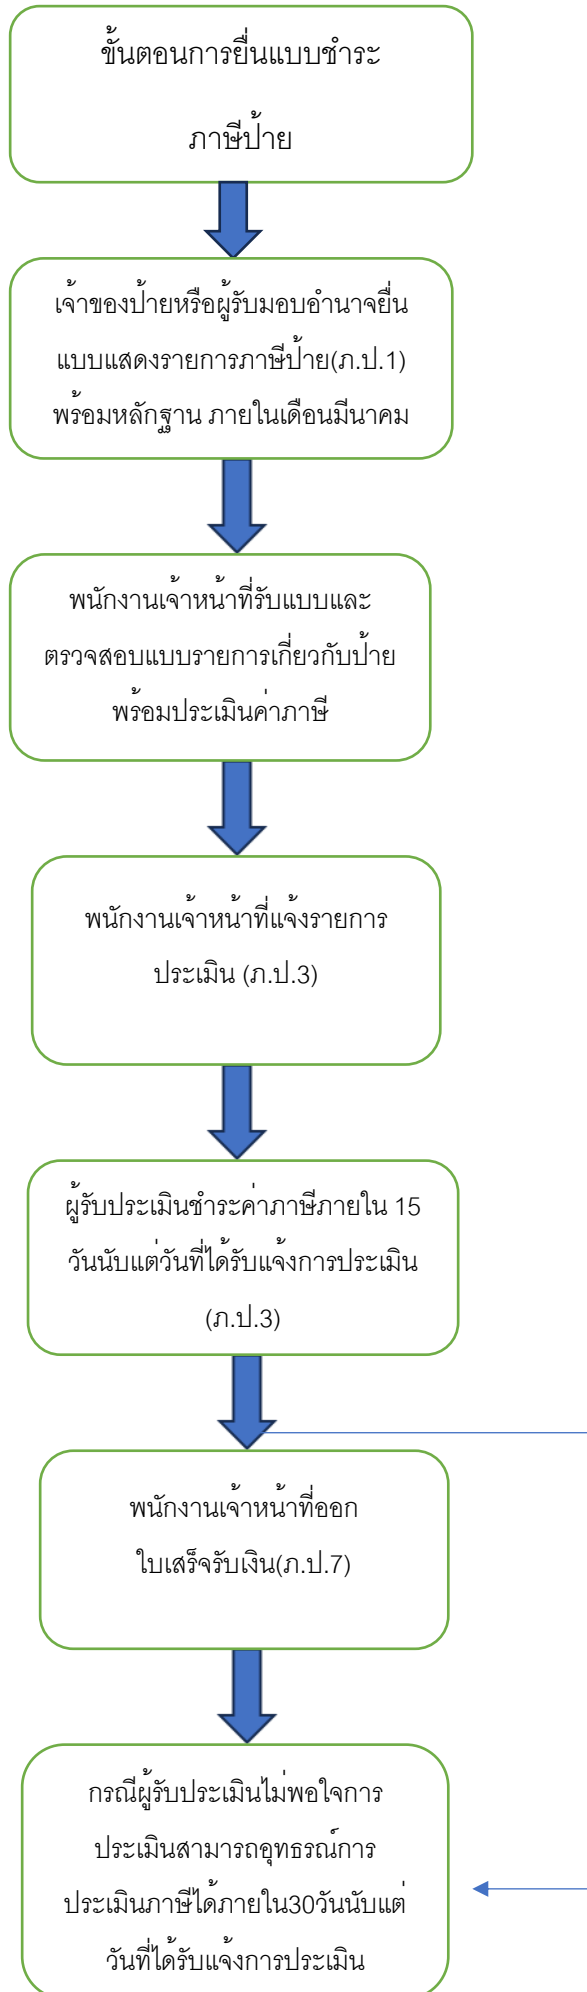 ขั้นตอนการยื่นแบบชำระ
ภาษีป้าย
เจ้าของป้ายหรือผู้รับมอบอำนาจยื่น
แบบแสดงรายการภาษีป้าย(ภ.ป.1)
พร้อมหลักฐาน ภายในเดือนมีนาคม
พนักงานเจ้าหน้าที่รับแบบและ
ตรวจสอบแบบรายการเกี่ยวกับป้าย
พร้อมประเมินค่าภาษี
พนักงานเจ้าหน้าที่แจ้งรายการ
ประเมิน (ภ.ป.3)
ผู้รับประเมินชำระค่าภาษีภายใน 15
วันนับแต่วันที่ได้รับแจ้งการประเมิน
(ภ.ป.3)
พนักงานเจ้าหน้าที่ออก
ใบเสร็จรับเงิน(ภ.ป.7)
กรณีผู้รับประเมินไม่พอใจการ
ประเมินสามารถอุทธรณ์การ
ประเมินภาษีได้ภายใน30วันนับแต่
วันที่ได้รับแจ้งการประเมิน